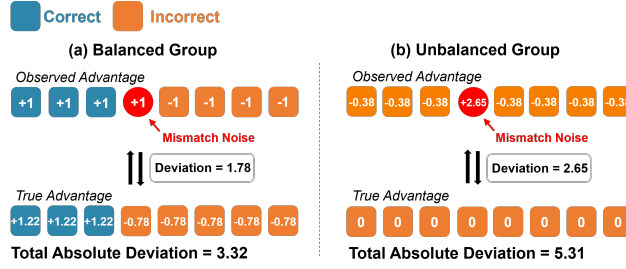 Correct Incorrect
(a) Balanced Group
Observed Advantage
+1 +1 +1 +1 -1 -1 -1 -1
Mismatch Noise
Deviation = 1.78
True Advantage
+1.22 +1.22 +1.22 -0.78 -0.78 -0.78 -0.78 -0.78
Total Absolute Deviation = 3.32
(b) Unbalanced Group
Observed Advantage
-0.38 -0.38 -0.38 +2.65 -0.38 -0.38 -0.38 -0.38
Mismatch Noise
Deviation = 2.65
True Advantage
0 0 0 0 0 0 0 0
Total Absolute Deviation = 5.31